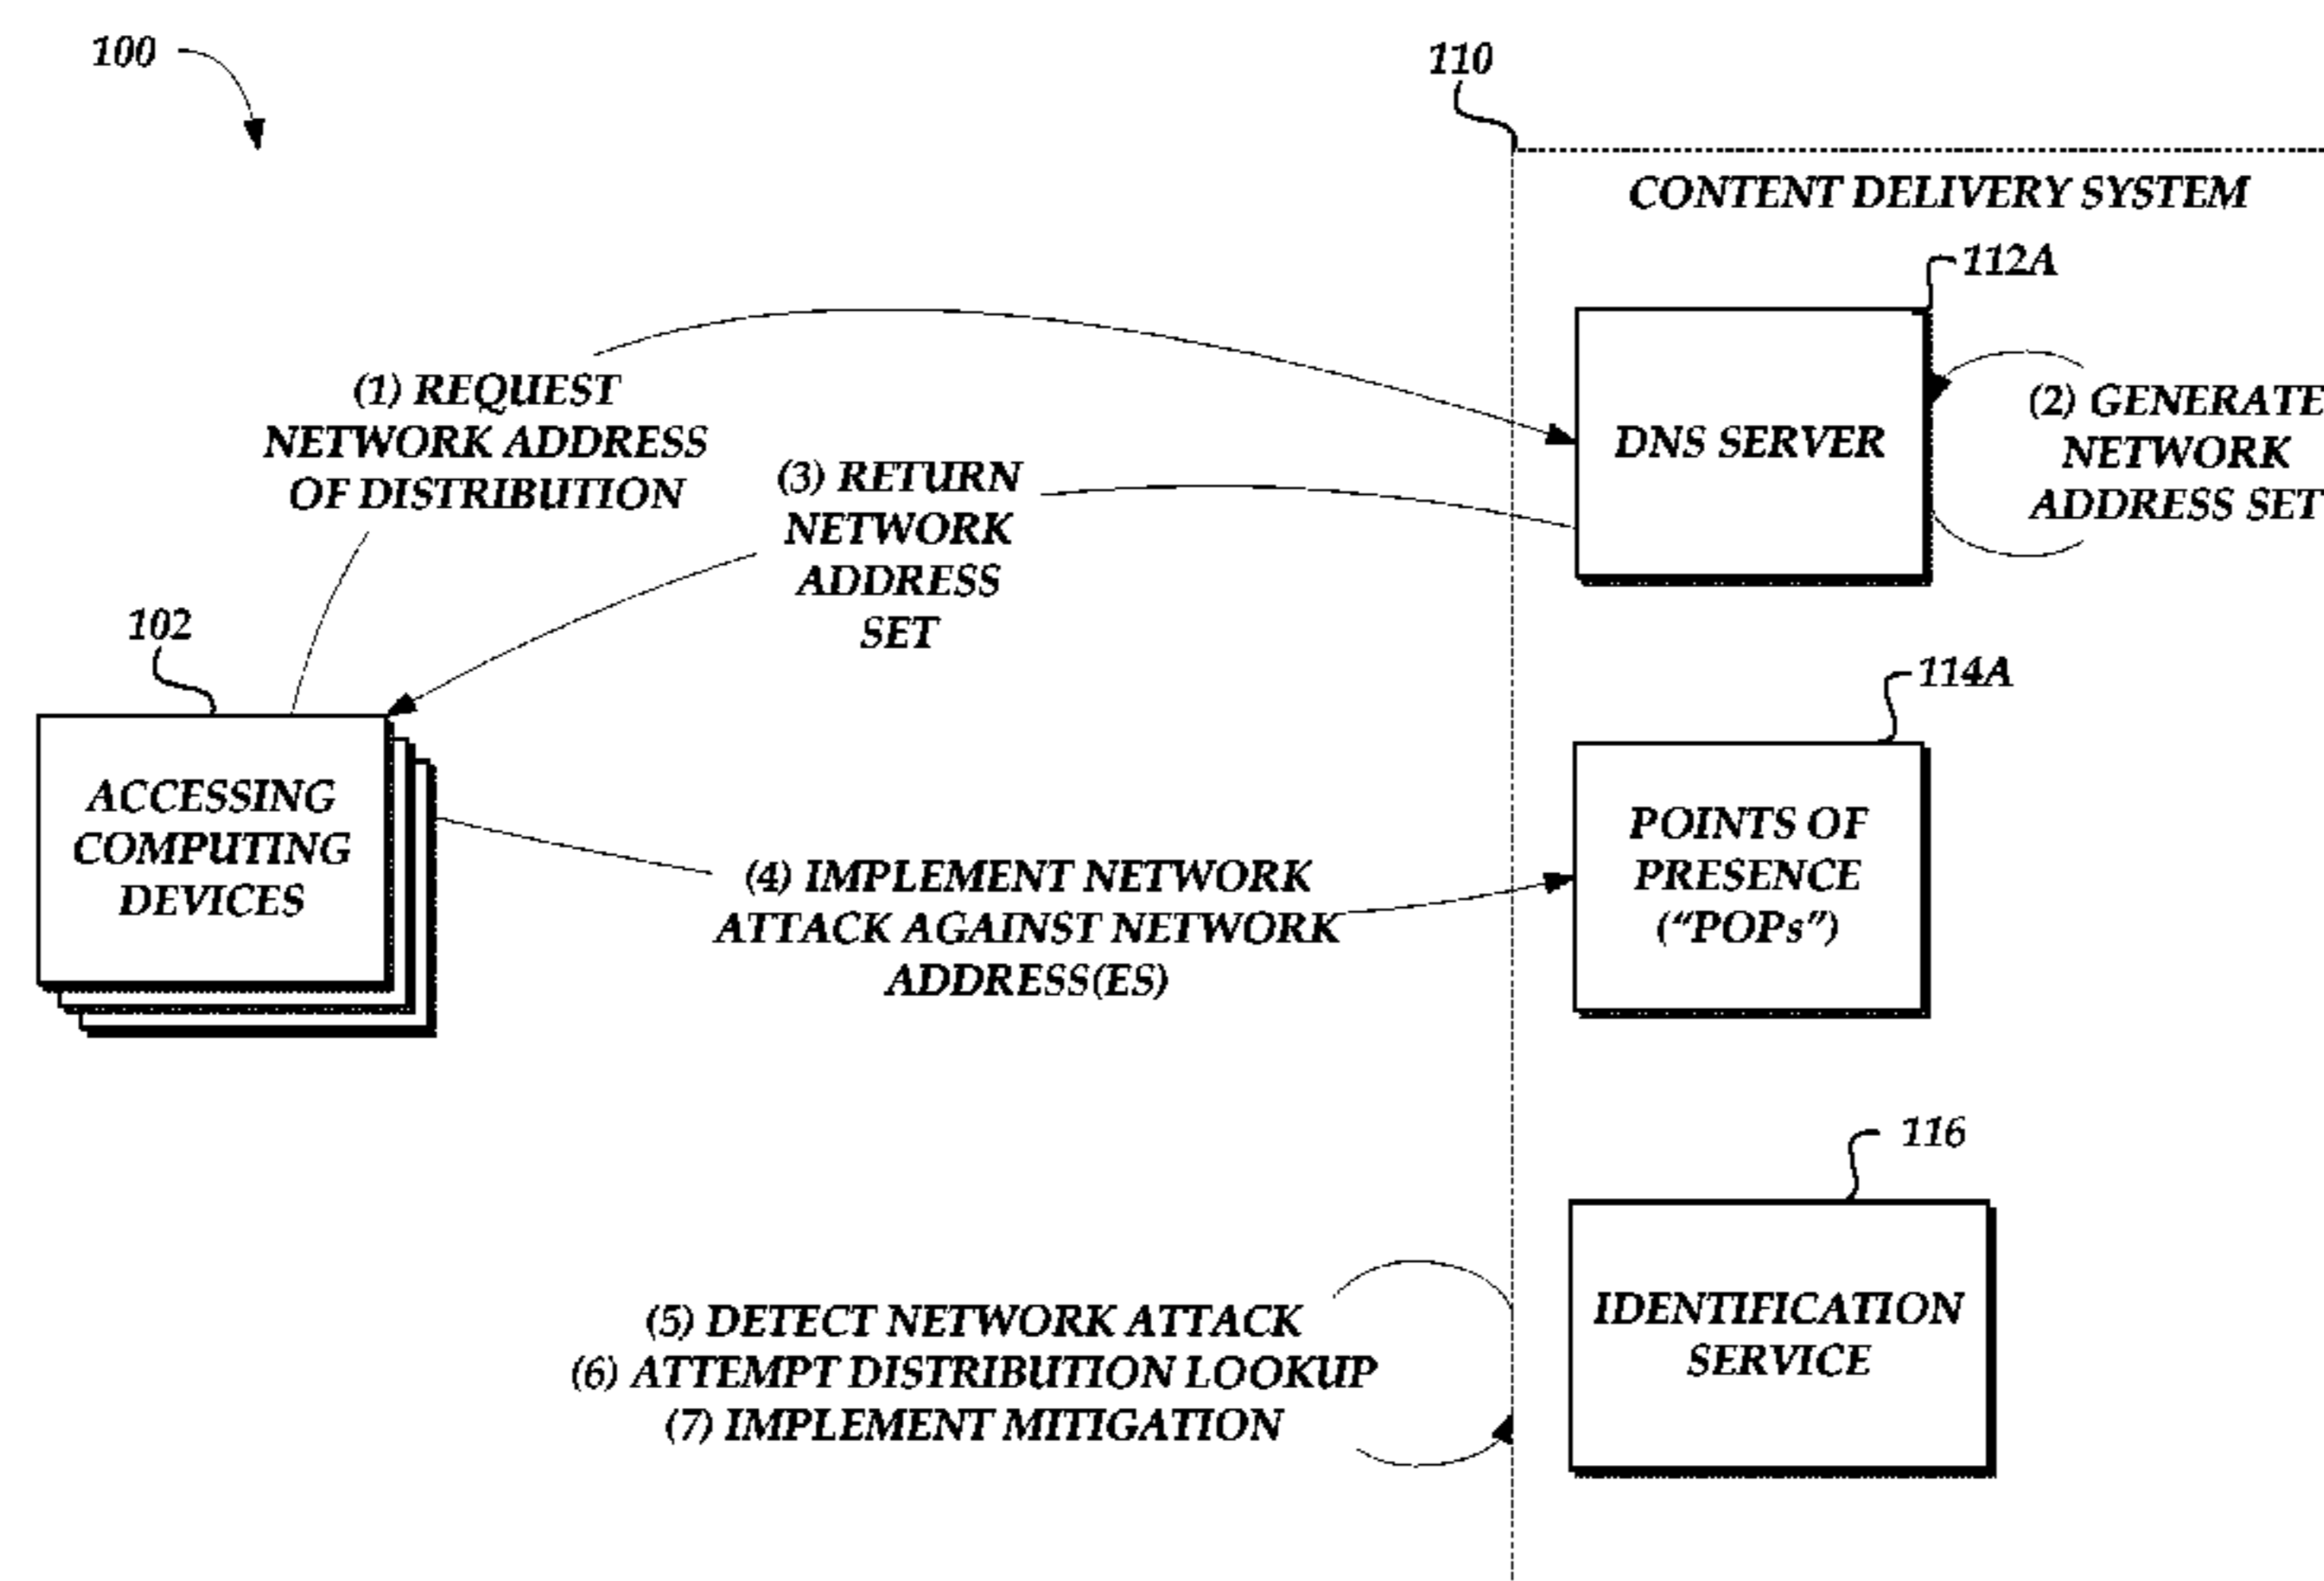 100
110
CONTENT DELIVERY SYSTEM
112A
(1) REQUEST
NETWORK ADDRESS
OF DISTRIBUTION
(3) RETURN
NETWORK
ADDRESS
SET
DNS SERVER
(2) GENERATE
NETWORK
ADDRESS SET
102
114A
ACCESSING
COMPUTING
DEVICES
(4) IMPLEMENT NETWORK
ATTACK AGAINST NETWORK
ADDRESS(ES)
POINTS OF
PRESENCE
(“POPs”)
116
(5) DETECT NETWORK ATTACK
(6) ATTEMPT DISTRIBUTION LOOKUP
(7) IMPLEMENT MITIGATION
IDENTIFICATION
SERVICE